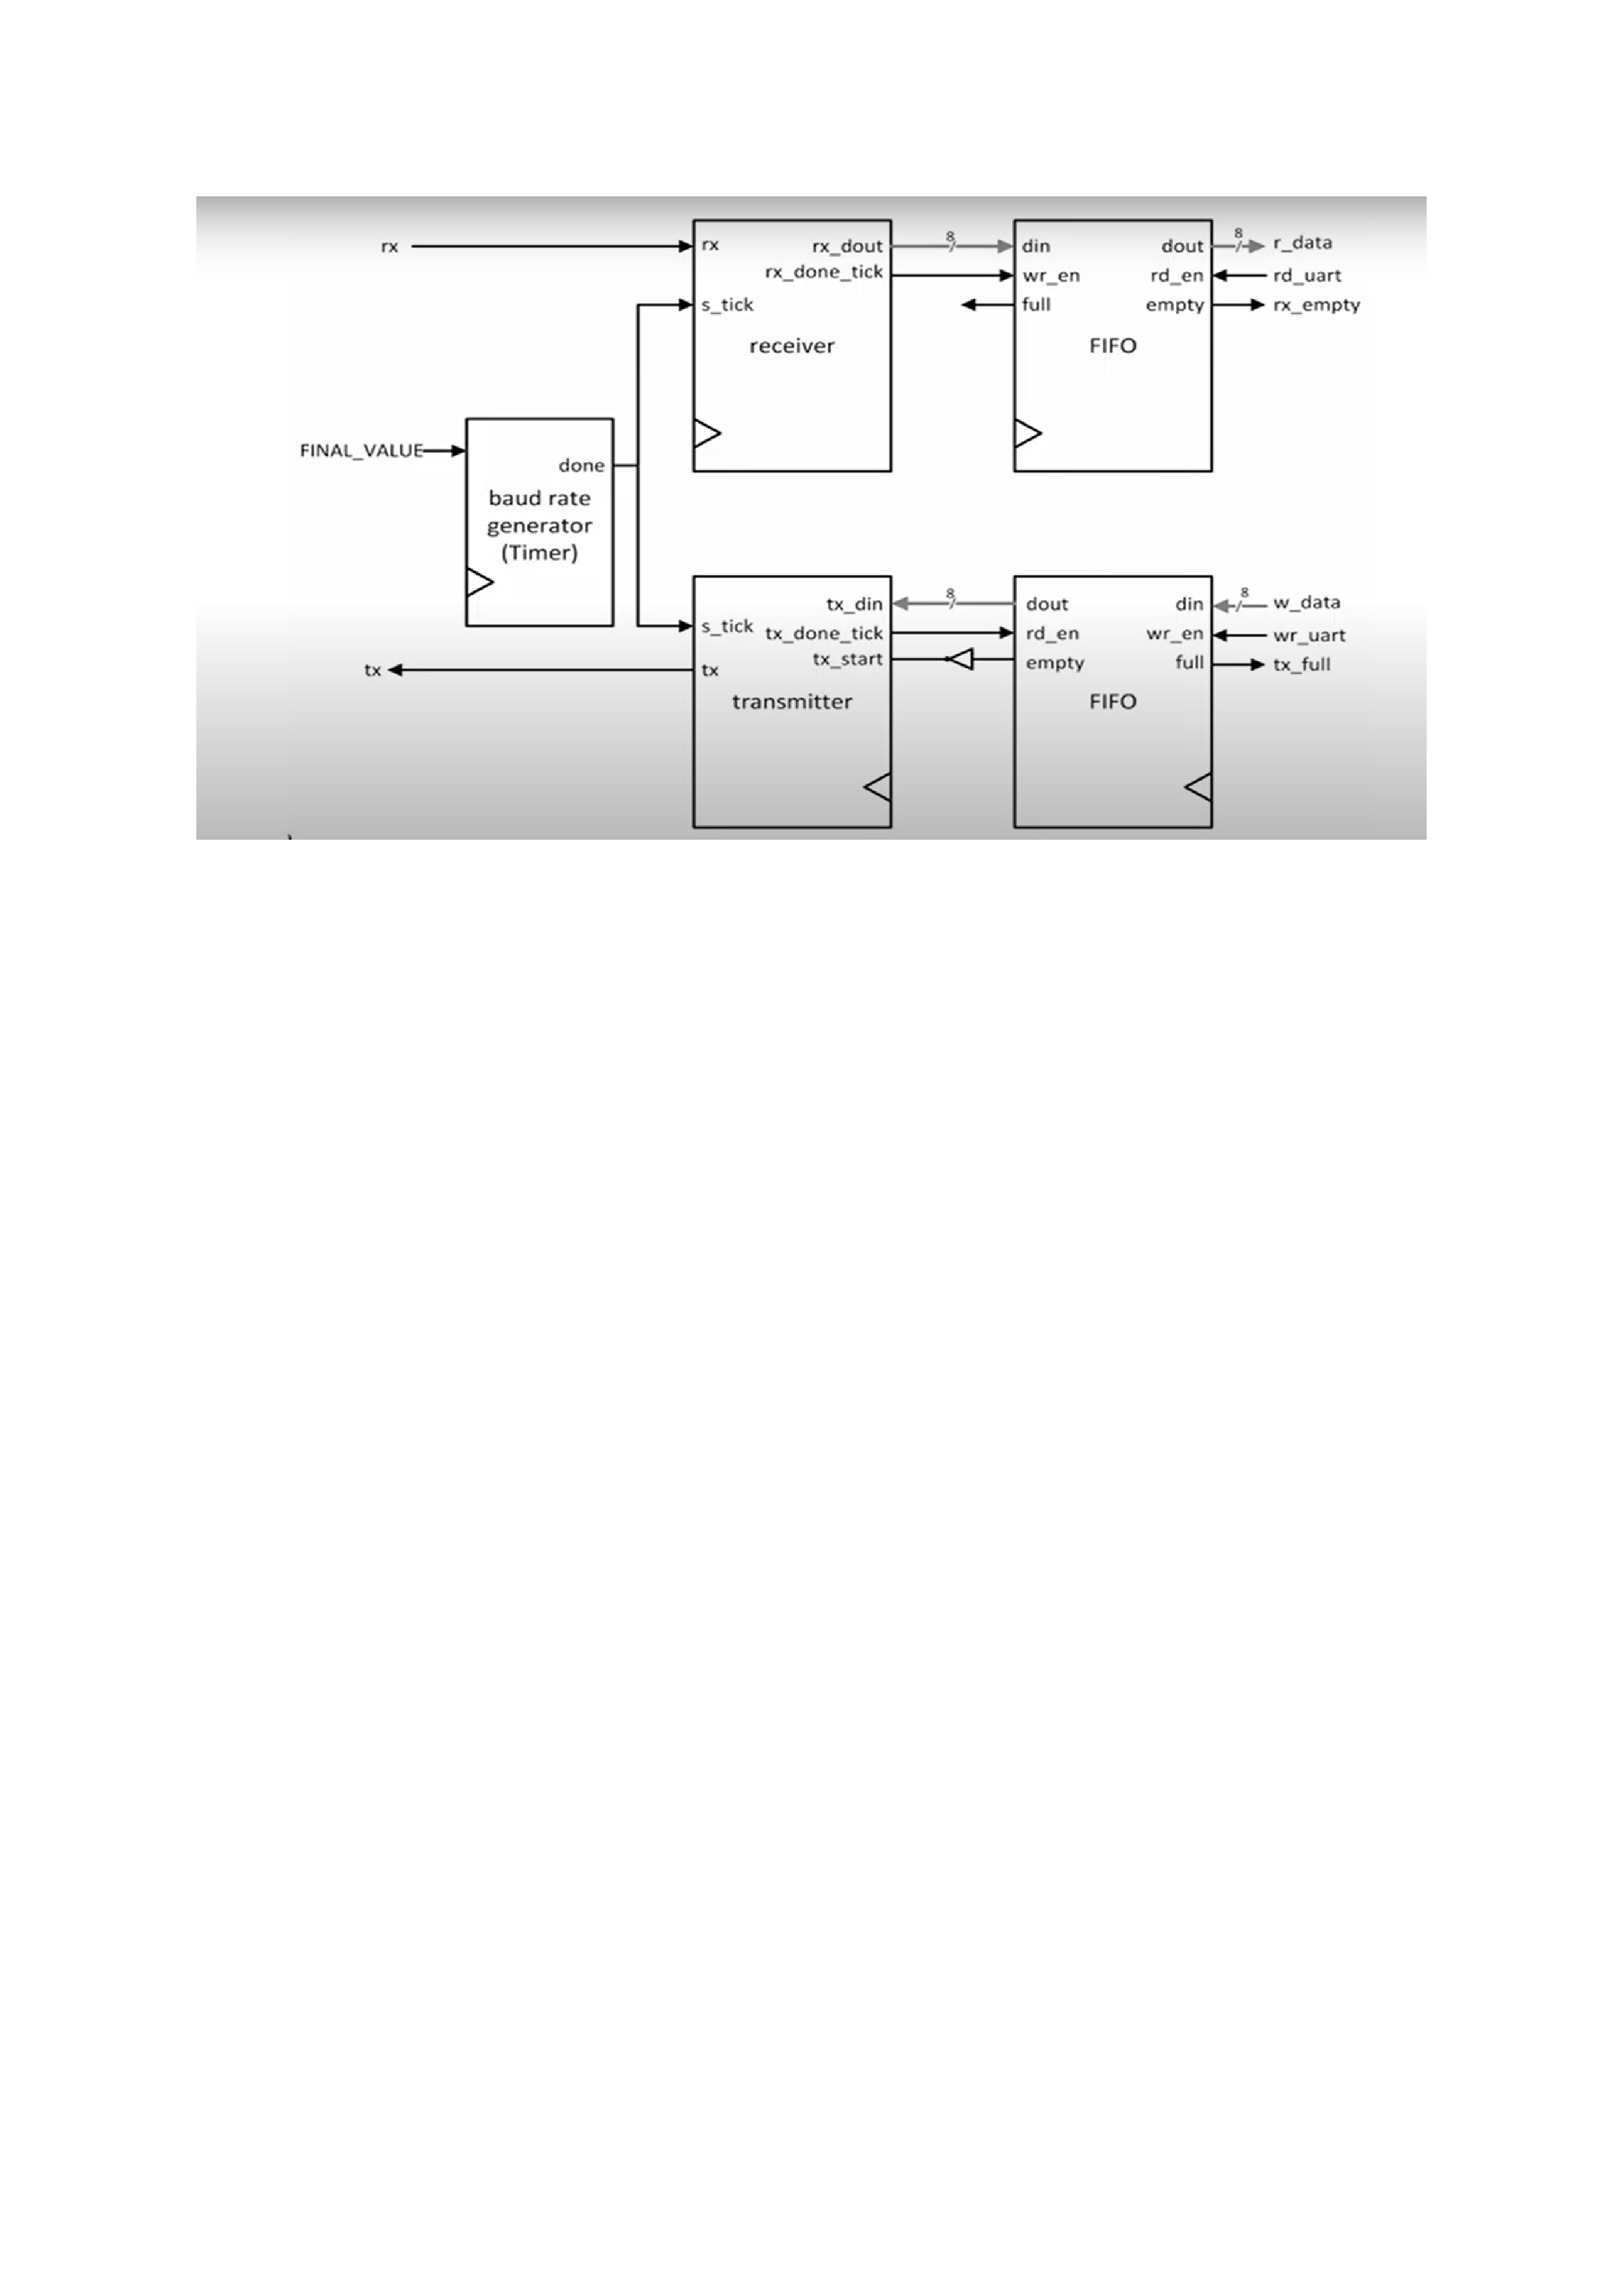 rx
rx
rx_dout
8
din
dout
8
r_data
rx_done_tick
wr_en
rd_en
rd_uart
s_tick
full
empty
rx_empty
receiver
FIFO
FINAL_VALUE
done
baud rate
generator
(Timer)
tx_din
8
dout
din
8
w_data
s_tick
tx_done_tick
rd_en
wr_en
wr_uart
tx_start
empty
full
tx_full
tx
tx
transmitter
FIFO